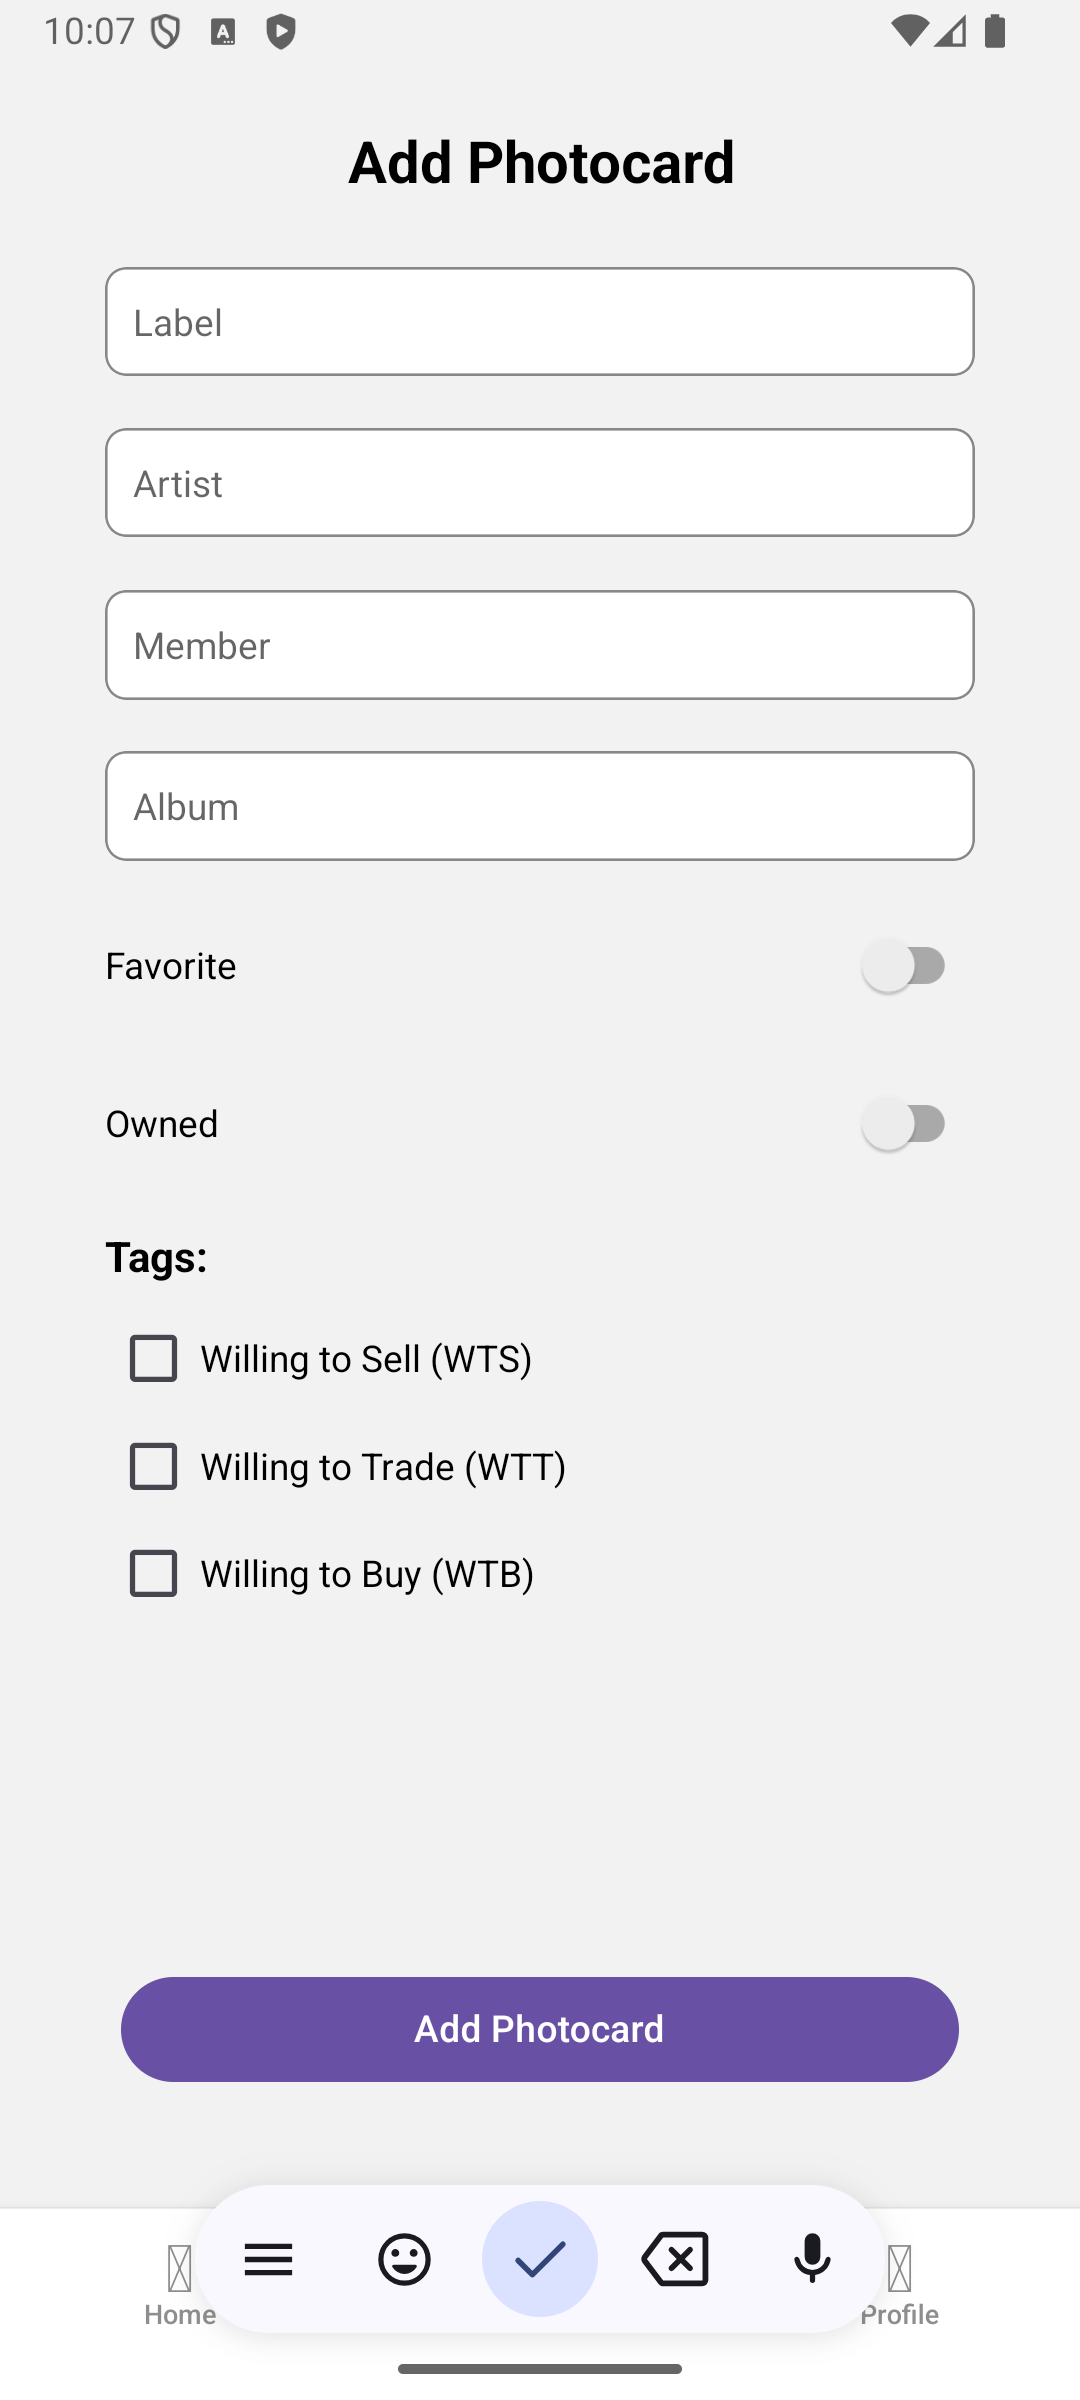 10:07
Add Photocard
Label
Artist
Member
Album
Favorite
Owned
Tags:
Willing to Sell (WTS)
Willing to Trade (WTT)
Willing to Buy (WTB)
Add Photocard
Home
Profile